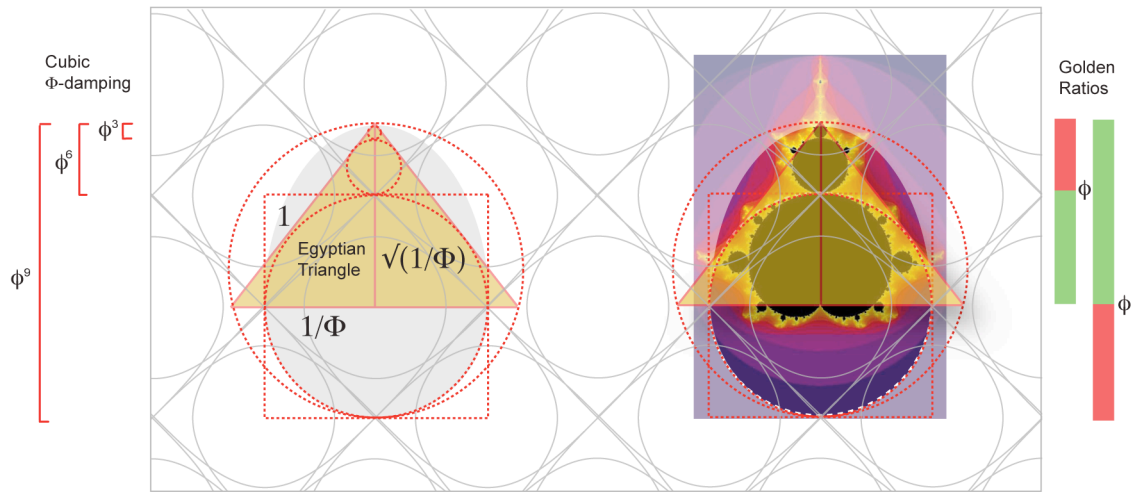 Cubic
Φ-damping
ϕ³
ϕ⁶
ϕ⁹
1
Egyptian
Triangle
√(1/Φ)
1/Φ
Golden
Ratios
ϕ
ϕ